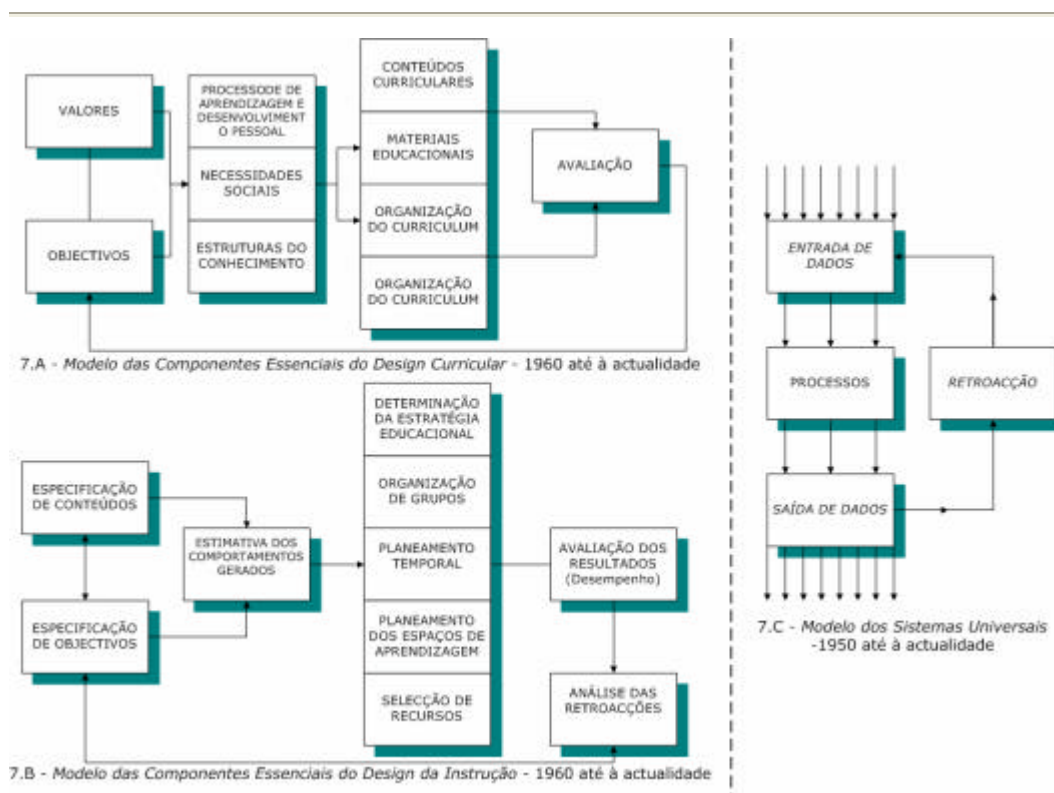 VALORES
OBJECTIVOS
PROCESSODE DE
APRENDIZAGEM E
DESENVOLVIMENT
O PESSOAL
NECESSIDADES
SOCIAIS
ESTRUTURAS DO
CONHECIMENTO
CONTEÚDOS
CURRICULARES
MATERIAIS
EDUCACIONAIS
ORGANIZAÇÃO
DO CURRICULUM
ORGANIZAÇÃO
DO CURRICULUM
AVALIAÇÃO
7.A - Modelo das Componentes Essenciais do Design Curricular - 1960 até à actualidade
ESPECIFICAÇÃO
DE CONTEÚDOS
ESPECIFICAÇÃO
DE OBJECTIVOS
ESTIMATIVA DOS
COMPORTAMENTOS
GERADOS
DETERMINAÇÃO
DA ESTRATÉGIA
EDUCACIONAL
ORGANIZAÇÃO
DE GRUPOS
PLANEAMENTO
TEMPORAL
PLANEAMENTO
DOS ESPAÇOS DE
APRENDIZAGEM
SELECÇÃO DE
RECURSOS
AVALIAÇÃO DOS
RESULTADOS
(Desempenho)
ANÁLISE DAS
RETROACÇÕES
7.B - Modelo das Componentes Essenciais do Design da Instrução - 1960 até à actualidade
ENTRADA DE
DADOS
PROCESSOS
RETROACÇÃO
SAÍDA DE DADOS
7.C - Modelo dos Sistemas Universais
-1950 até à actualidade